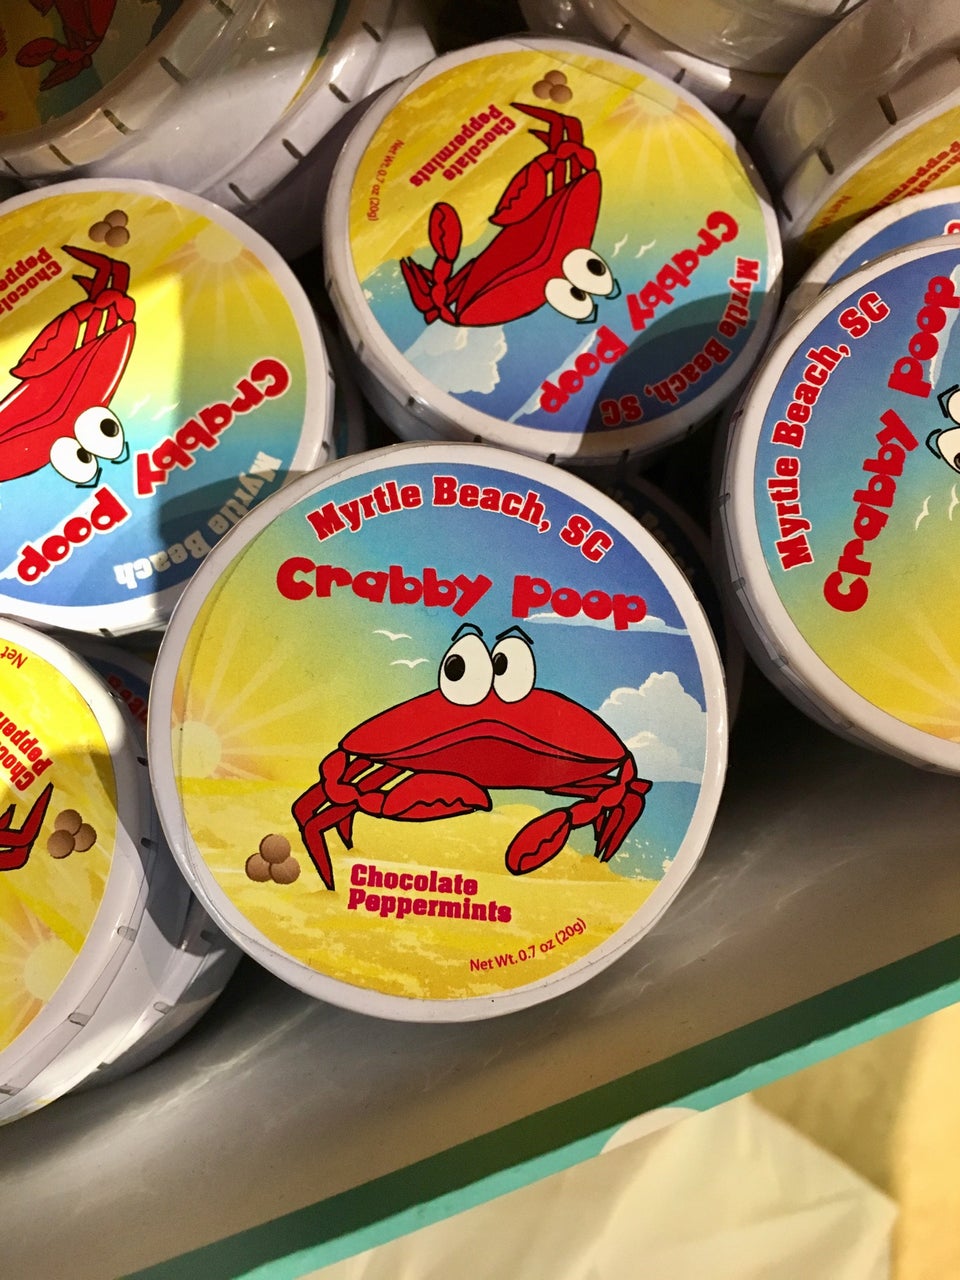 Chocolate
Peppermints
Net Wt. 0.7 oz (20g)
Crabby Poop
Myrtle Beach, SC
Crabby Poop
Myrtle Beach
Myrtle Beach, SC
Crabby Poop
Myrtle Beach, SC
Crabby Poop
Chocolate
Peppermints
Net Wt. 0.7 oz (20g)
Net